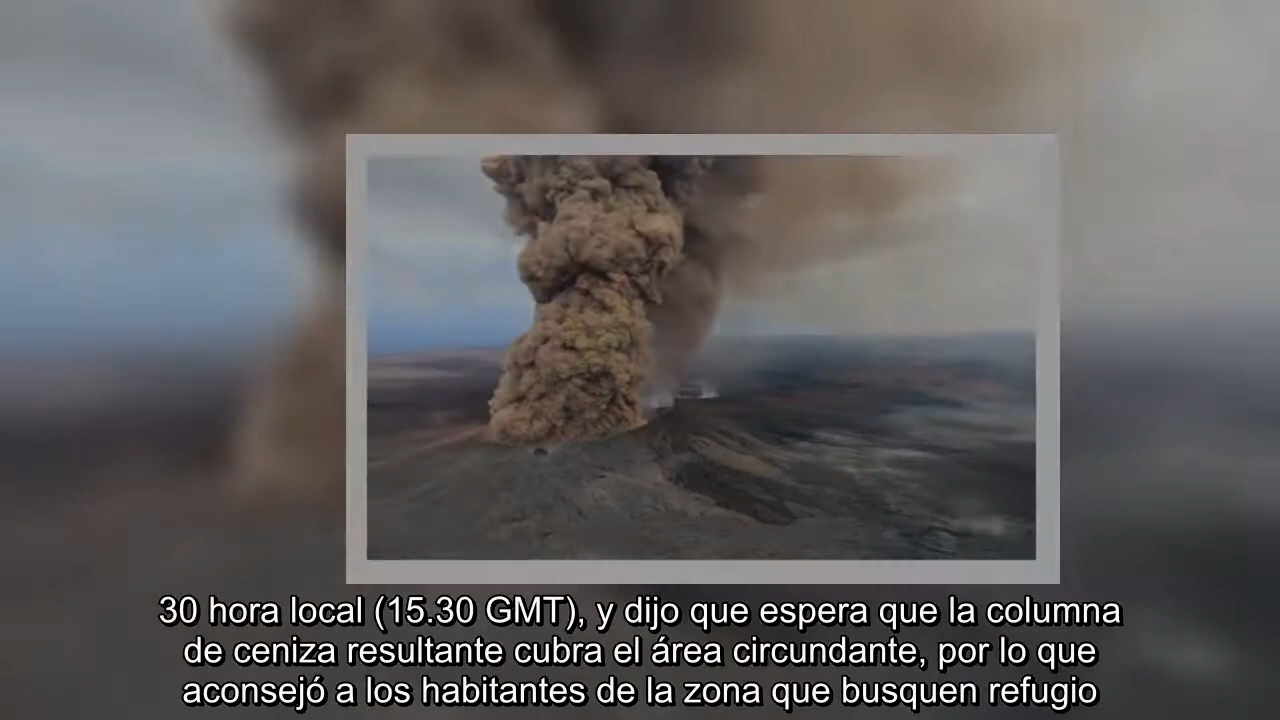 30 hora local (15.30 GMT), y dijo que espera que la columna
de ceniza resultante cubra el área circundante, por lo que
aconsejó a los habitantes de la zona que busquen refugio